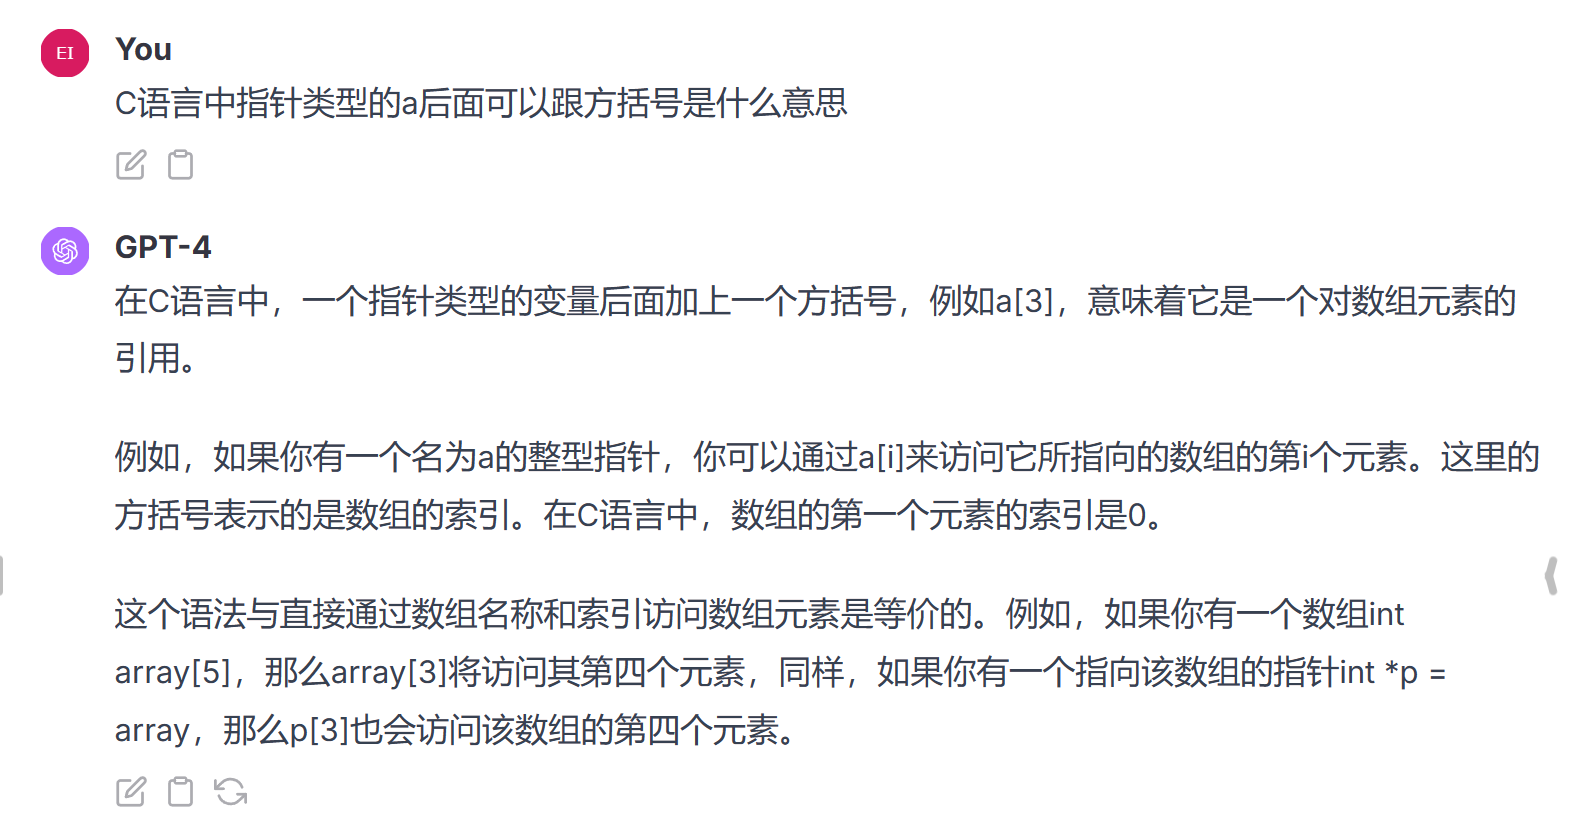 EI
You
C语言中指针类型的a后面可以跟方括号是什么意思
GPT-4
在C语言中，一个指针类型的变量后面加上一个方括号，例如a[3]，意味着它是一个对数组元素的
引用。
例如，如果你有一个名为a的整型指针，你可以通过a[i]来访问它所指向的数组的第i个元素。这里的
方括号表示的是数组的索引。在C语言中，数组的第一个元素的索引是0。
这个语法与直接通过数组名称和索引访问数组元素是等价的。例如，如果你有一个数组int
array[5]，那么array[3]将访问其第四个元素，同样，如果你有一个指向该数组的指针int *p =
array，那么p[3]也会访问该数组的第四个元素。